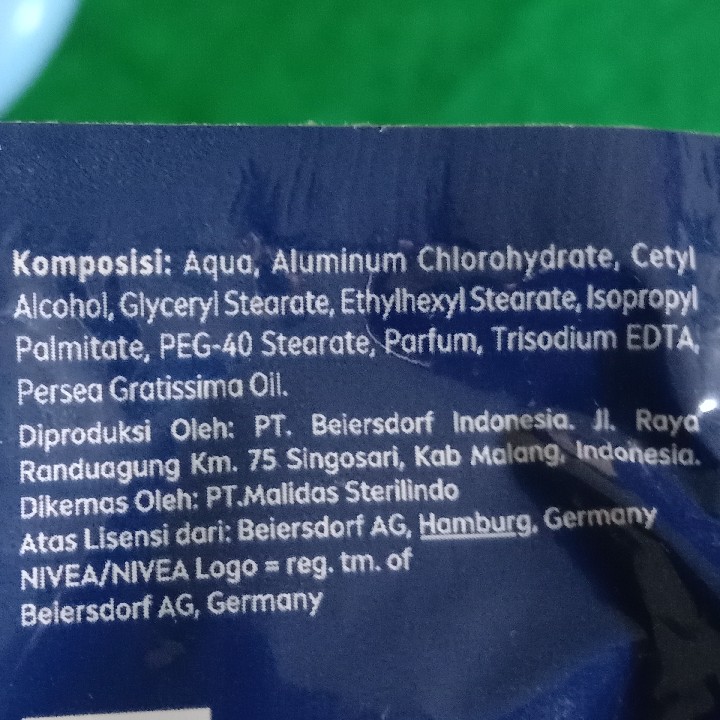 Komposisi: Aqua, Aluminum Chlorohydrate, Cetyl
Alcohol, Glyceryl Stearate, Ethylhexyl Stearate, Isopropyl
Palmitate, PEG-40 Stearate, Parfum, Trisodium EDTA,
Persea Gratissima Oil.
Diproduksi Oleh: PT. Beiersdorf Indonesia. Jl. Raya
Randuagung Km. 75 Singosari, Kab Malang, Indonesia.
Dikemas Oleh: PT.Malidas Sterilindo
Atas Lisensi dari: Beiersdorf AG, Hamburg, Germany
NIVEA/NIVEA Logo = reg. tm. of
Beiersdorf AG, Germany